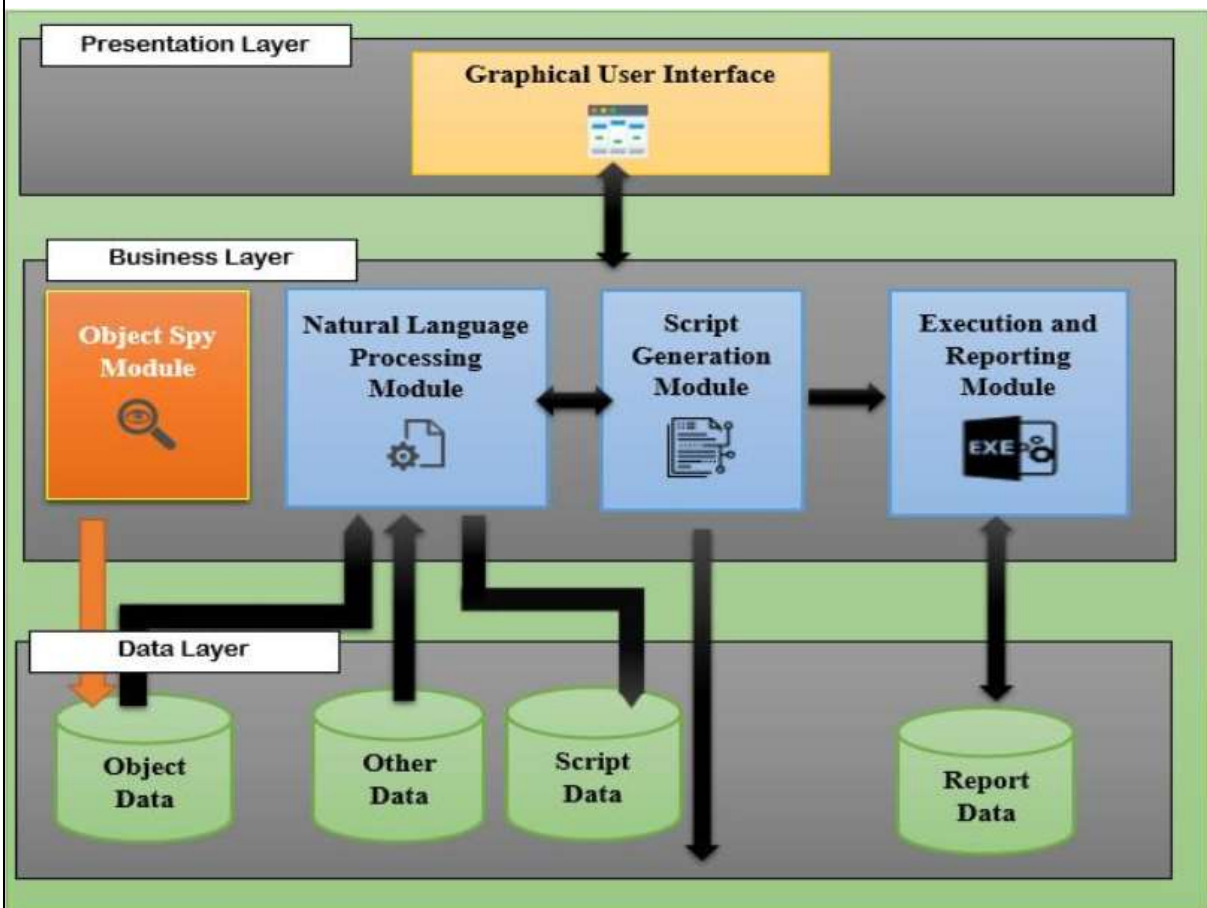 Presentation Layer
Graphical User Interface
Business Layer
Object Spy
Module
Natural Language
Processing
Module
Script
Generation
Module
Execution and
Reporting
Module
EXE
Data Layer
Object
Data
Other
Data
Script
Data
Report
Data